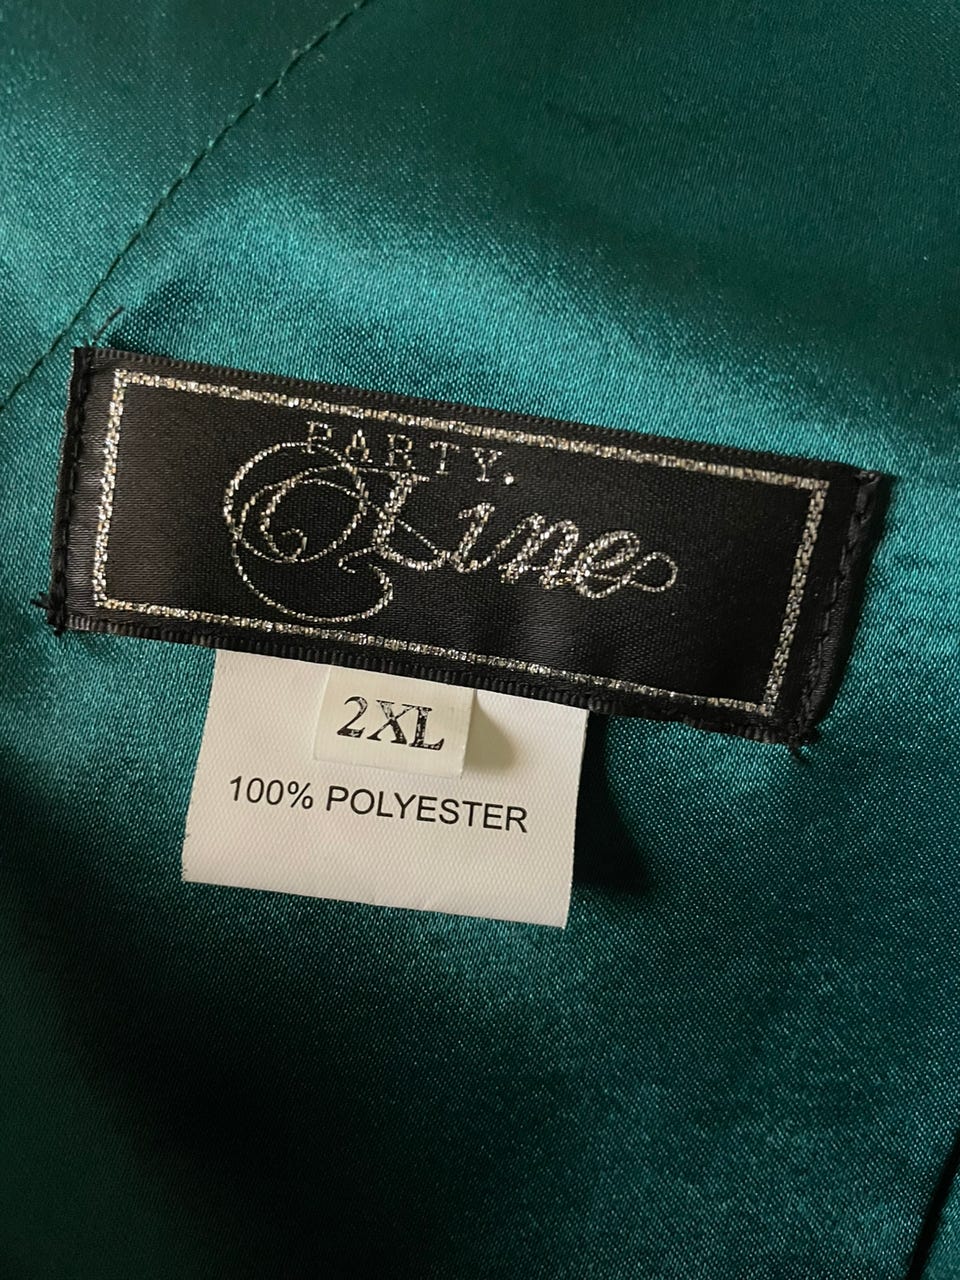 PARTY.
Line
2XL
100% POLYESTER